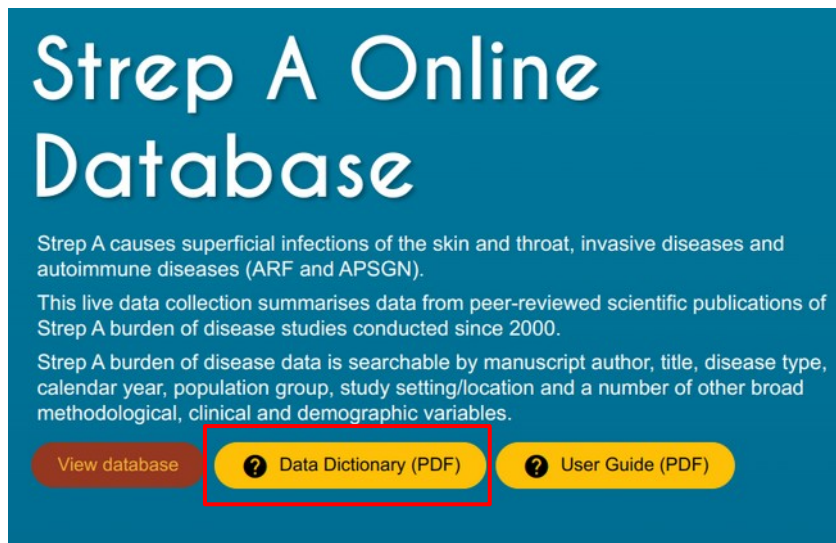 Strep A Online
Database
Strep A causes superficial infections of the skin and throat, invasive diseases and
autoimmune diseases (ARF and APSGN).
This live data collection summarises data from peer-reviewed scientific publications of
Strep A burden of disease studies conducted since 2000.
Strep A burden of disease data is searchable by manuscript author, title, disease type,
calendar year, population group, study setting/location and a number of other broad
methodological, clinical and demographic variables.
View database
? Data Dictionary (PDF)
? User Guide (PDF)